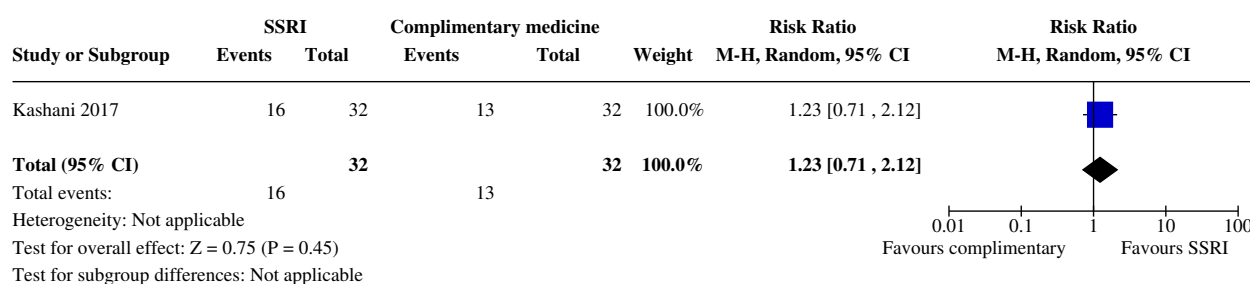 SSRI Complimentary medicine Risk Ratio Risk Ratio
Study or Subgroup Events Total Events Total Weight M-H, Random, 95% CI M-H, Random, 95% CI
Kashani 2017 16 32 13 32 100.0% 1.23 [0.71 , 2.12]
Total (95% CI) 32 32 100.0% 1.23 [0.71 , 2.12]
Total events: 16 13
Heterogeneity: Not applicable
0.01 0.1 1 10 100
Test for overall effect: Z = 0.75 (P = 0.45)
Favours complimentary Favours SSRI
Test for subgroup differences: Not applicable